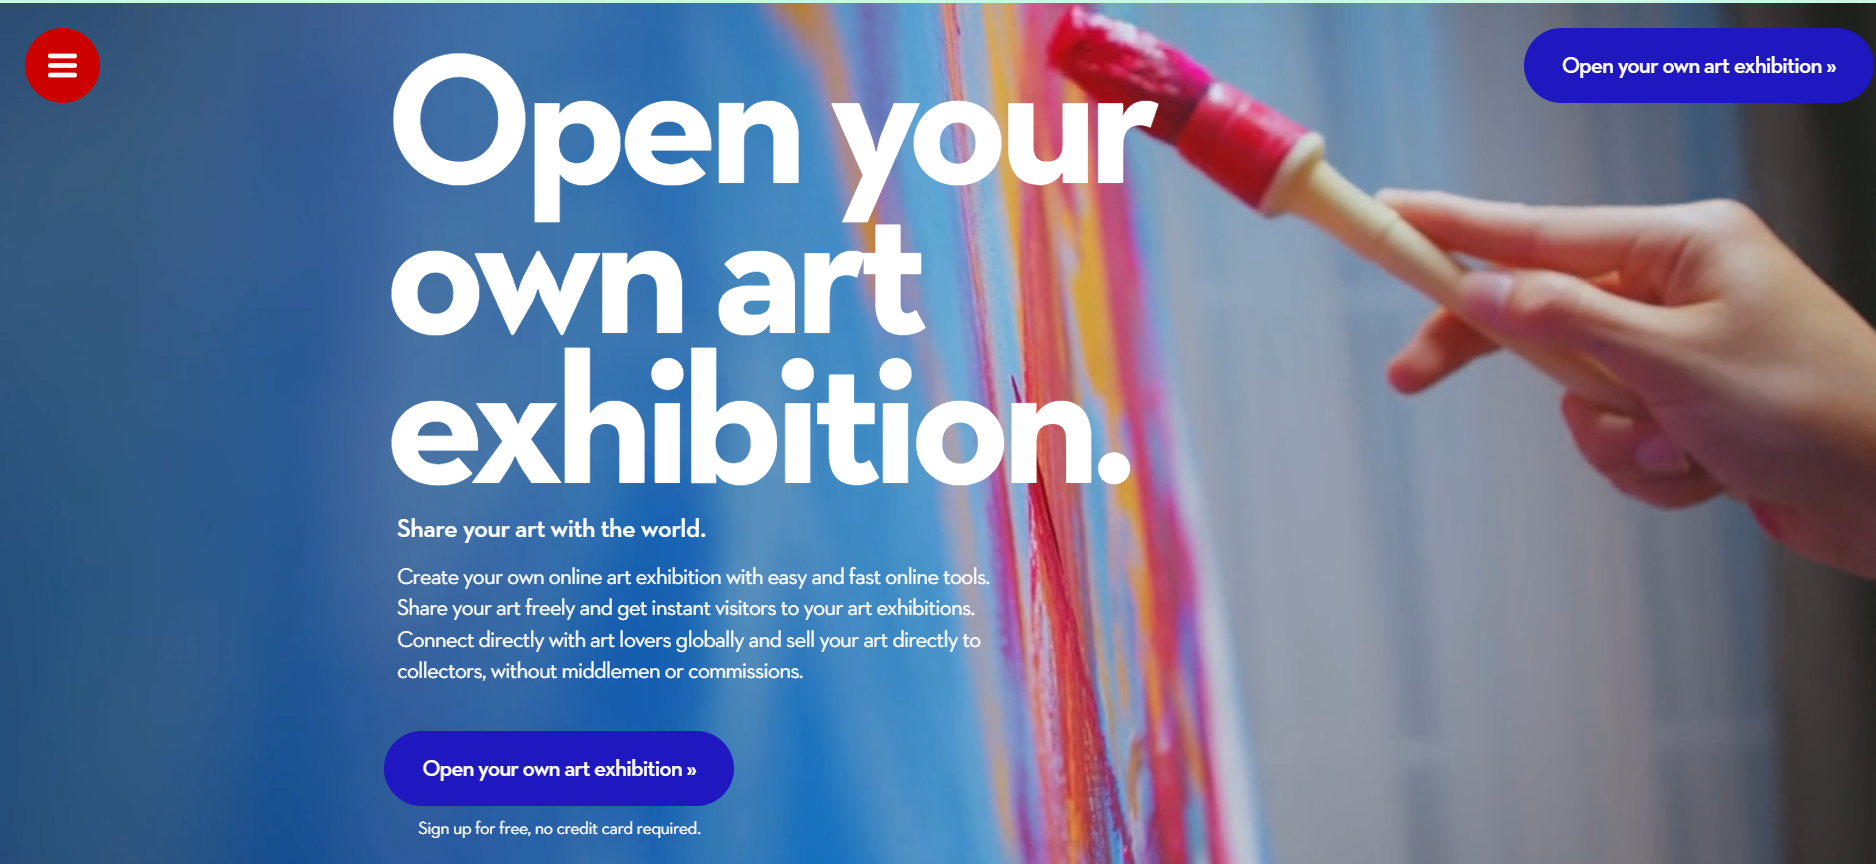 Open your own art exhibition »
Open your
own art
exhibition.
Share your art with the world.
Create your own online art exhibition with easy and fast online tools.
Share your art freely and get instant visitors to your art exhibitions.
Connect directly with art lovers globally and sell your art directly to
collectors, without middlemen or commissions.
Open your own art exhibition »
Sign up for free, no credit card required.